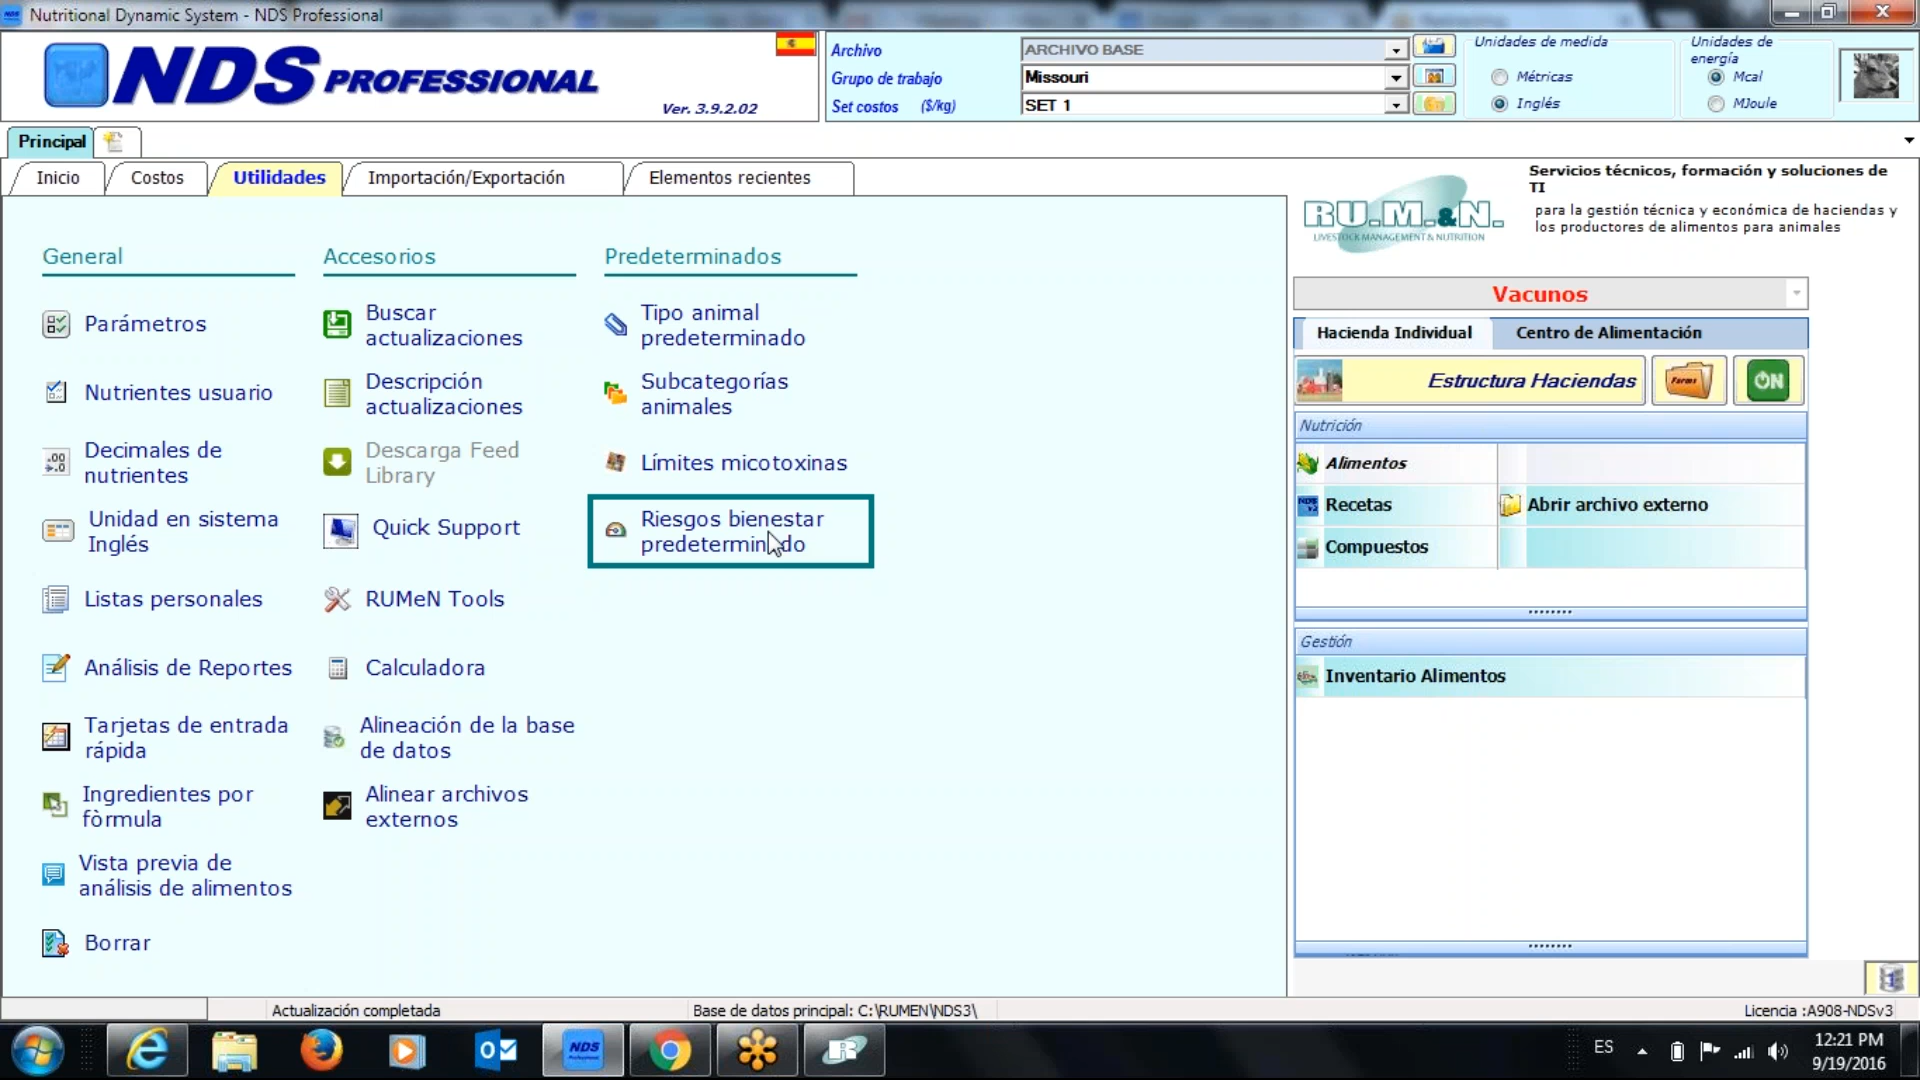 Nutritional Dynamic System - NDS Professional
NDS PROFESSIONAL
Ver. 3.9.2.02
Archivo
ARCHIVO BASE
Grupo de trabajo
Missouri
Set costos ($/kg)
SET 1
Unidades de medida
Métricas
Inglés
Unidades de
energía
Mcal
MJoule
Principal
Inicio
Costos
Utilidades
Importación/Exportación
Elementos recientes
General
Parámetros
Nutrientes usuario
Decimales de
nutrientes
Unidad en sistema
Inglés
Listas personales
Análisis de Reportes
Tarjetas de entrada
rápida
Ingredientes por
fòrmula
Vista previa de
análisis de alimentos
Borrar
Accesorios
Buscar
actualizaciones
Descripción
actualizaciones
Descarga Feed
Library
Quick Support
RUMeN Tools
Calculadora
Alineación de la base
de datos
Alinear archivos
externos
Predeterminados
Tipo animal
predeterminado
Subcategorías
animales
Límites micotoxinas
Riesgos bienestar
predeterminado
RU.M.&N.
LIVESTOCK MANAGEMENT & NUTRITION
Servicios técnicos, formación y soluciones de
TI
para la gestión técnica y económica de haciendas y
los productores de alimentos para animales
Vacunos
Hacienda Individual
Centro de Alimentación
Estructura Haciendas
Farms
ON
Nutrición
Alimentos
Recetas
Abrir archivo externo
Compuestos
Gestión
Inventario Alimentos
Actualización completada
Base de datos principal: C:\RUMEN\NDS3\
Licencia :A908-NDSv3
NDS
ES
12:21 PM
9/19/2016